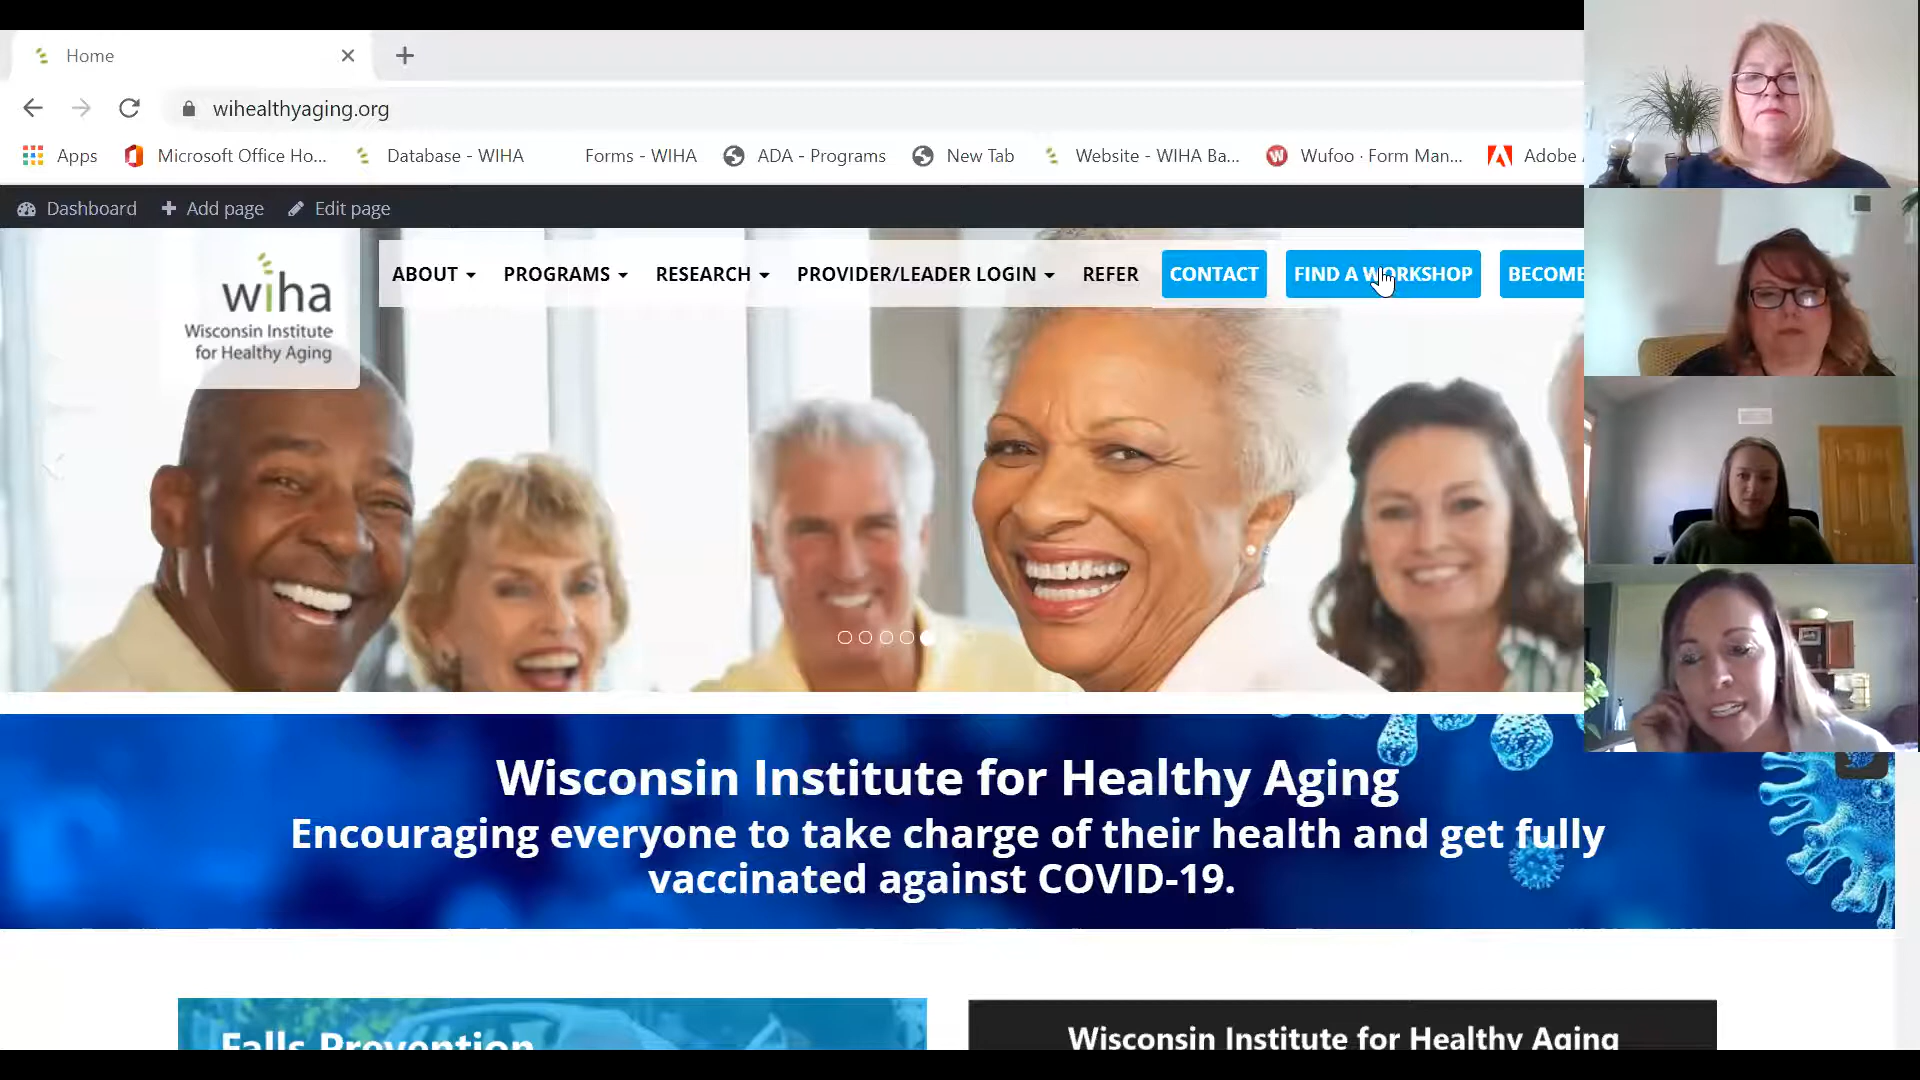 Home
wihealthyaging.org
Apps Microsoft Office Ho... Database - WIHA Forms - WIHA ADA - Programs New Tab Website - WIHA Ba... Wufoo · Form Man... Adobe
Dashboard Add page Edit page
wiha
Wisconsin Institute
for Healthy Aging
ABOUT PROGRAMS RESEARCH PROVIDER/LEADER LOGIN REFER CONTACT FIND A WORKSHOP BECOME
Wisconsin Institute for Healthy Aging
Encouraging everyone to take charge of their health and get fully
vaccinated against COVID-19.
Falls Prevention
Wisconsin Institute for Healthy Aging